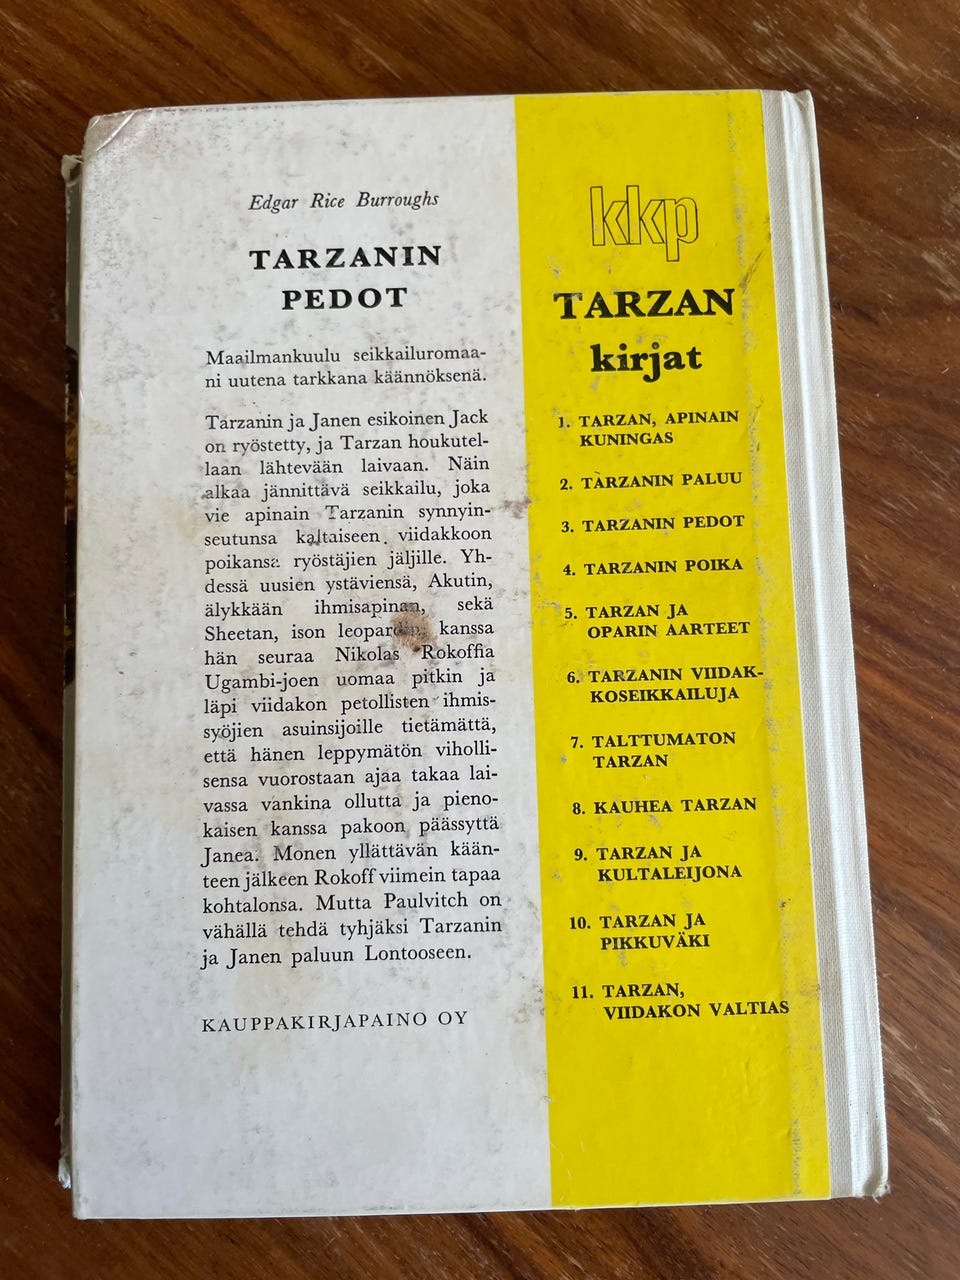 Edgar Rice Burroughs
TARZANIN
PEDOT
Maailmankuulu seikkailuromaa-
ni uutena tarkkana käännöksenä.
Tarzanin ja Janen esikoinen Jack
on ryöstetty, ja Tarzan houkutel-
laan lähtevään laivaan. Näin
alkaa jännittävä seikkailu, joka
vie apinain Tarzanin synnyin-
seutunsa kaltaiseen viidakkoon
poikansa ryöstäjien jäljille. Yh-
dessä uusien ystäviensä, Akutin,
älykkään ihmisapinan, sekä
Sheetan, ison leopardin, kanssa
hän seuraa Nikolas Rokoffia
Ugambi-joen uomaa pitkin ja
läpi viidakon petollisten ihmis-
syöjien asuinsijoille tietämättä,
että hänen leppymätön vihollii-
sensa vuorostaan ajaa takaa lai-
vassa vankina ollutta ja pieno-
kaisen kanssa pakoon päässyttä
Janea. Monen yllättävän kään-
teen jälkeen Rokoff viimein tapaa
kohtalonsa. Mutta Paulvitch on
vähällä tehdä tyhjäksi Tarzanin
ja Janen paluun Lontooseen.
KAUPPAKIRJAPAINO OY
kkp
TARZAN
kirjat
1. TARZAN, APINAIN
KUNINGAS
2. TARZANIN PALUU
3. TARZANIN PEDOT
4. TARZANIN POIKA
5. TARZAN JA
OPARIN AARTEET
6. TARZANIN VIIDAK-
KOSEIKKAILUJA
7. TALTTUMATON
TARZAN
8. KAUHEA TARZAN
9. TARZAN JA
KULTALEIJONA
10. TARZAN JA
PIKKUVÄKI
11. TARZAN,
VIIDAKON VALTIAS